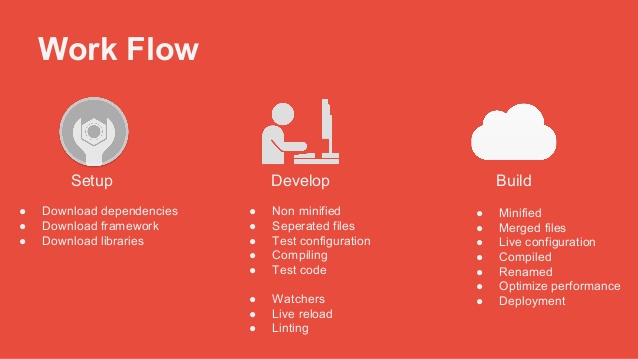 Work Flow
Setup
● Download dependencies
● Download framework
● Download libraries
Develop
● Non minified
● Seperated files
● Test configuration
● Compiling
● Test code
● Watchers
● Live reload
● Linting
Build
● Minified
● Merged files
● Live configuration
● Compiled
● Renamed
● Optimize performance
● Deployment